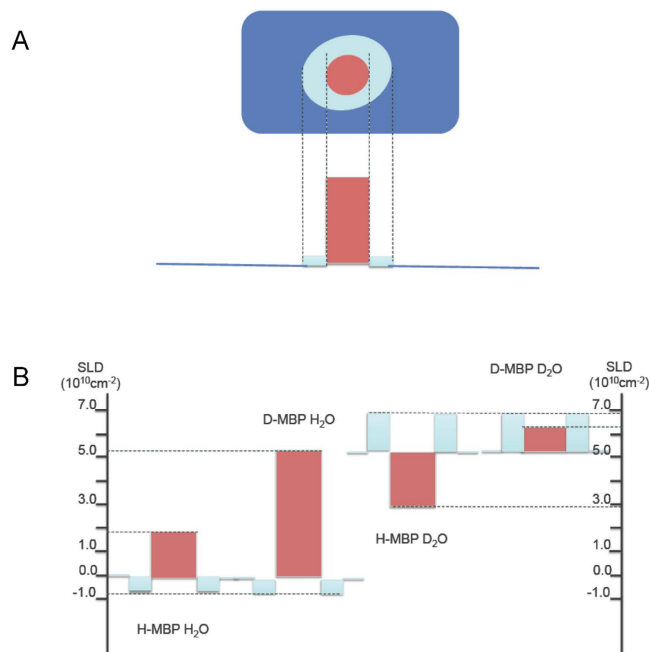 A
B
SLD
(10¹⁰cm⁻²)
7.0
5.0
3.0
1.0
0.0
-1.0
D-MBP H₂O
H-MBP H₂O
D-MBP D₂O
H-MBP D₂O
SLD
(10¹⁰cm⁻²)
7.0
5.0
3.0
1.0
0.0
-1.0